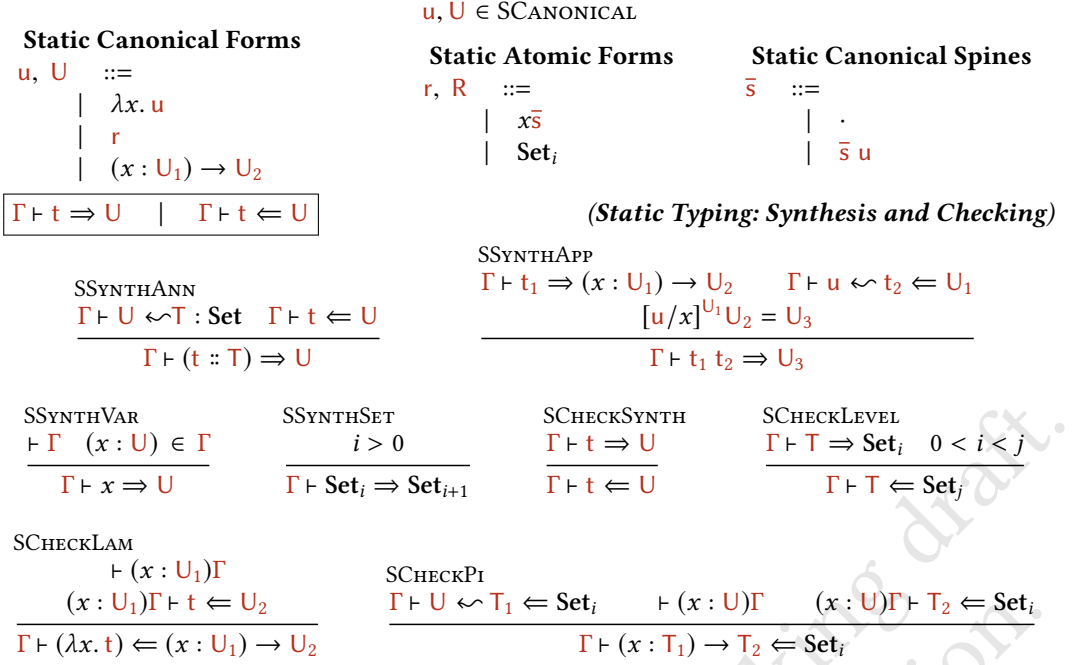 u, U ∈ SCANONICAL
Static Canonical Forms
u, U ::=
| λx. u
| r
| (x : U₁) → U₂
Static Atomic Forms
r, R ::=
| xs̅
| Setᵢ
Static Canonical Spines
s̅ ::=
| ·
| s̅ u
Γ ⊢ t ⇒ U | Γ ⊢ t ⇐ U
(Static Typing: Synthesis and Checking)
SSYNTHANN
Γ ⊢ U ↜T : Set Γ ⊢ t ⇐ U
Γ ⊢ (t :: T) ⇒ U
SSYNTHAPP
Γ ⊢ t₁ ⇒ (x : U₁) → U₂ Γ ⊢ u ↜ t₂ ⇐ U₁
[u/x]^U₁ U₂ = U₃
Γ ⊢ t₁ t₂ ⇒ U₃
SSYNTHVAR
⊢ Γ (x : U) ∈ Γ
Γ ⊢ x ⇒ U
SSYNTHSET
i > 0
Γ ⊢ Setᵢ ⇒ Setᵢ₊₁
SCHECKSYNTH
Γ ⊢ t ⇒ U
Γ ⊢ t ⇐ U
SCHECKLEVEL
Γ ⊢ T ⇒ Setᵢ 0 < i < j
Γ ⊢ T ⇐ Setⱼ
SCHECKLAM
⊢ (x : U₁)Γ
(x : U₁)Γ ⊢ t ⇐ U₂
Γ ⊢ (λx. t) ⇐ (x : U₁) → U₂
SCHECKPI
Γ ⊢ U ↜ T₁ ⇐ Setᵢ ⊢ (x : U)Γ (x : U)Γ ⊢ T₂ ⇐ Setᵢ
Γ ⊢ (x : T₁) → T₂ ⇐ Setᵢ
draft.